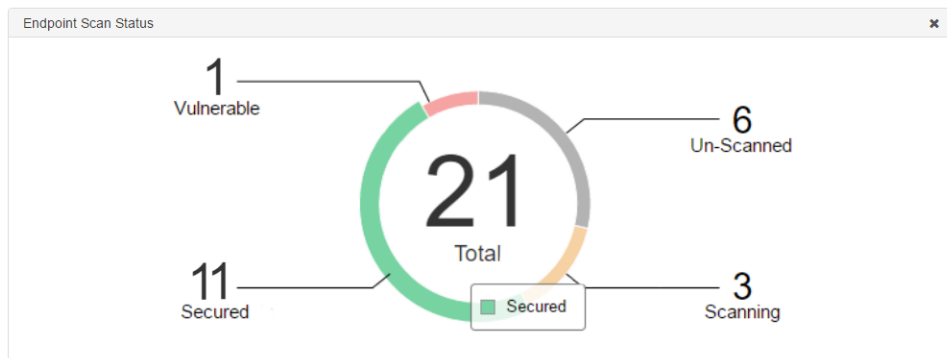 Endpoint Scan Status
1
Vulnerable
6
Un-Scanned
21
Total
11
Secured
3
Scanning
Secured